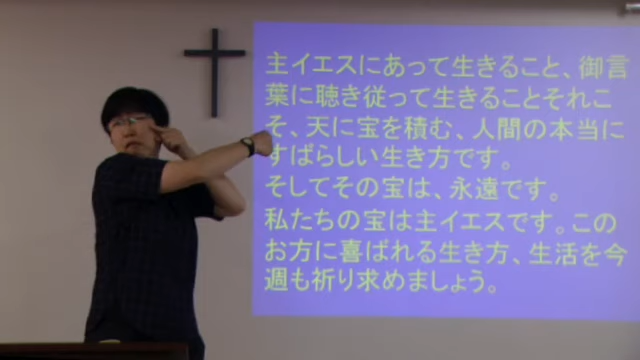 主イエスにあって生きること、御言
葉に聴き従って生きることそれこ
そ、天に宝を積む、人間の本当に
すばらしい生き方です。
そしてその宝は、永遠です。
私たちの宝は主イエスです。この
お方に喜ばれる生き方、生活を今
週も祈り求めましょう。